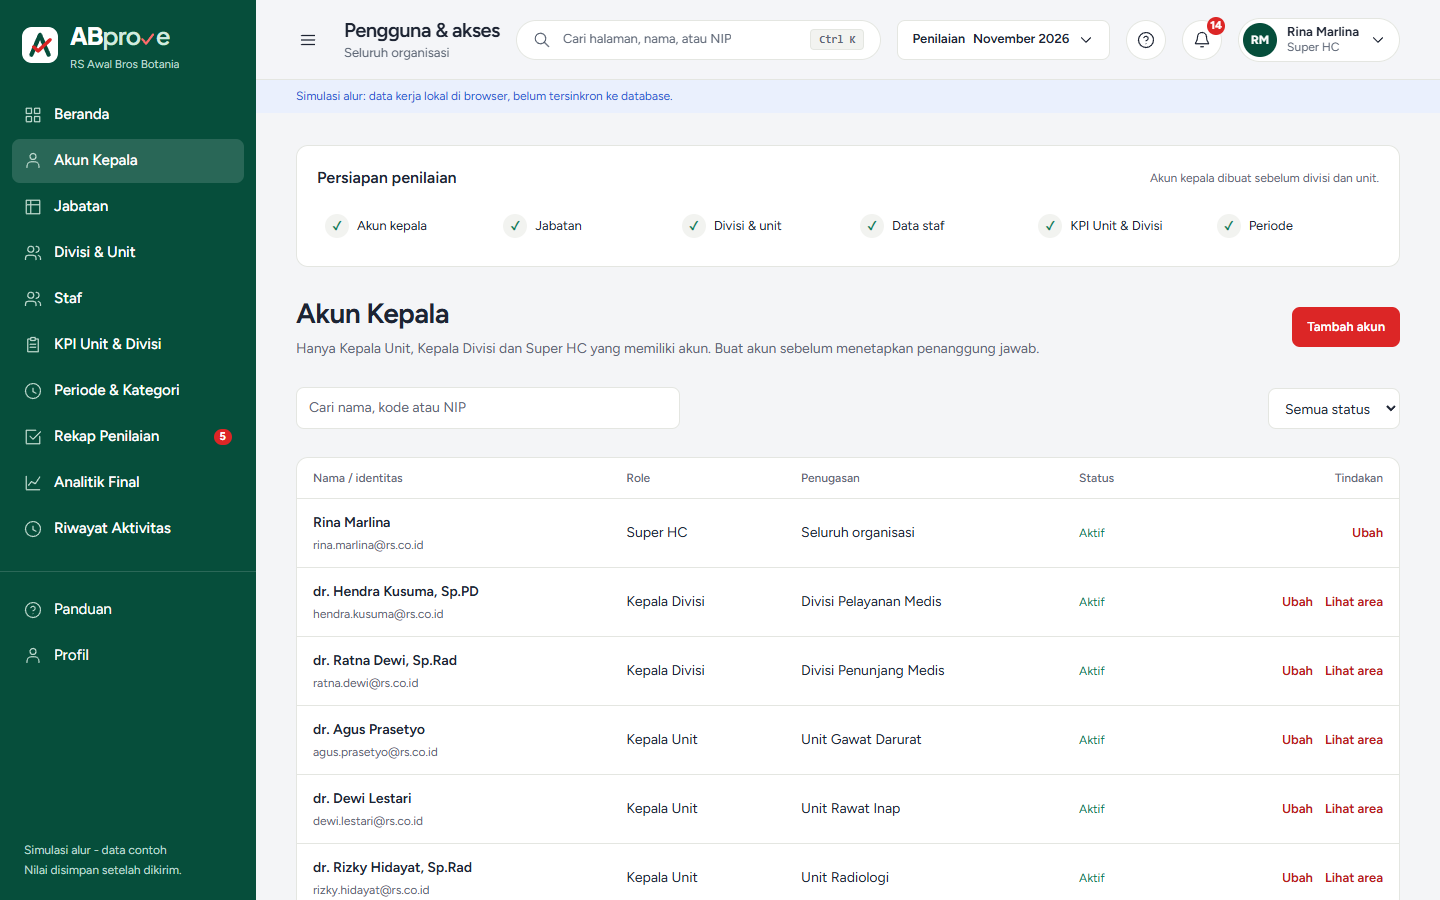 ABprove
RS Awal Bros Botania
Beranda
Akun Kepala
Jabatan
Divisi & Unit
Staf
KPI Unit & Divisi
Periode & Kategori
Rekap Penilaian 5
Analitik Final
Riwayat Aktivitas
Panduan
Profil
Simulasi alur - data contoh
Nilai disimpan setelah dikirim.
Pengguna & akses
Seluruh organisasi
Cari halaman, nama, atau NIP Ctrl K
Penilaian November 2026
14
RM
Rina Marlina
Super HC
Simulasi alur: data kerja lokal di browser, belum tersinkron ke database.
Persiapan penilaian
Akun kepala dibuat sebelum divisi dan unit.
✓ Akun kepala ✓ Jabatan ✓ Divisi & unit ✓ Data staf ✓ KPI Unit & Divisi ✓ Periode
Akun Kepala
Hanya Kepala Unit, Kepala Divisi dan Super HC yang memiliki akun. Buat akun sebelum menetapkan penanggung jawab.
Tambah akun
Cari nama, kode atau NIP
Semua status
Nama / identitas Role Penugasan Status Tindakan
Rina Marlina
rina.marlina@rs.co.id
Super HC Seluruh organisasi Aktif Ubah
dr. Hendra Kusuma, Sp.PD
hendra.kusuma@rs.co.id
Kepala Divisi Divisi Pelayanan Medis Aktif Ubah Lihat area
dr. Ratna Dewi, Sp.Rad
ratna.dewi@rs.co.id
Kepala Divisi Divisi Penunjang Medis Aktif Ubah Lihat area
dr. Agus Prasetyo
agus.prasetyo@rs.co.id
Kepala Unit Unit Gawat Darurat Aktif Ubah Lihat area
dr. Dewi Lestari
dewi.lestari@rs.co.id
Kepala Unit Unit Rawat Inap Aktif Ubah Lihat area
dr. Rizky Hidayat, Sp.Rad
rizky.hidayat@rs.co.id
Kepala Unit Unit Radiologi Aktif Ubah Lihat area